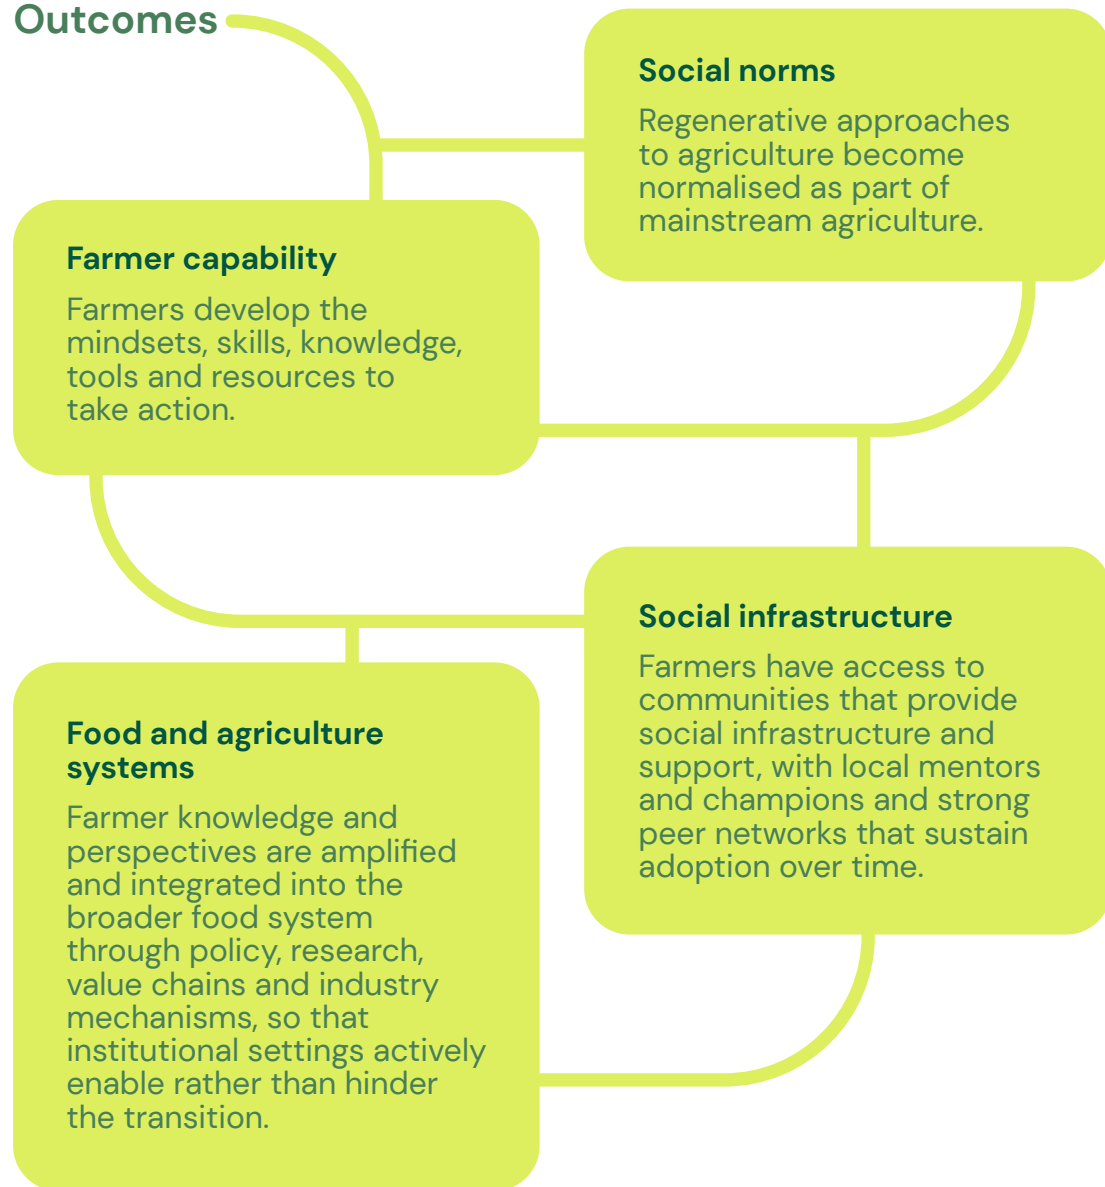 Outcomes
Social norms
Regenerative approaches
to agriculture become
normalised as part of
mainstream agriculture.
Farmer capability
Farmers develop the
mindsets, skills, knowledge,
tools and resources to
take action.
Social infrastructure
Farmers have access to
communities that provide
social infrastructure and
support, with local mentors
and champions and strong
peer networks that sustain
adoption over time.
Food and agriculture
systems
Farmer knowledge and
perspectives are amplified
and integrated into the
broader food system
through policy, research,
value chains and industry
mechanisms, so that
institutional settings actively
enable rather than hinder
the transition.